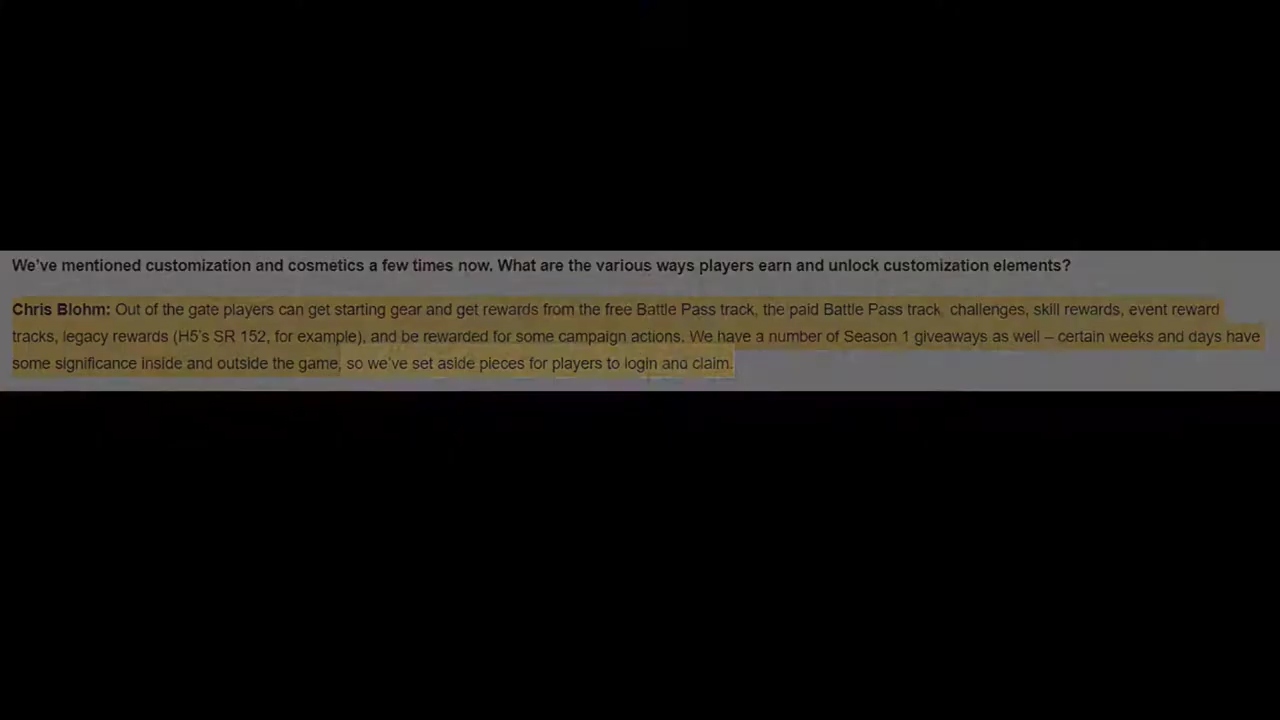 We've mentioned customization and cosmetics a few times now. What are the various ways players earn and unlock customization elements?
Chris Blohm: Out of the gate players can get starting gear and get rewards from the free Battle Pass track, the paid Battle Pass track, challenges, skill rewards, event reward
tracks, legacy rewards (H5's SR 152, for example), and be rewarded for some campaign actions. We have a number of Season 1 giveaways as well – certain weeks and days have
some significance inside and outside the game, so we've set aside pieces for players to login and claim.